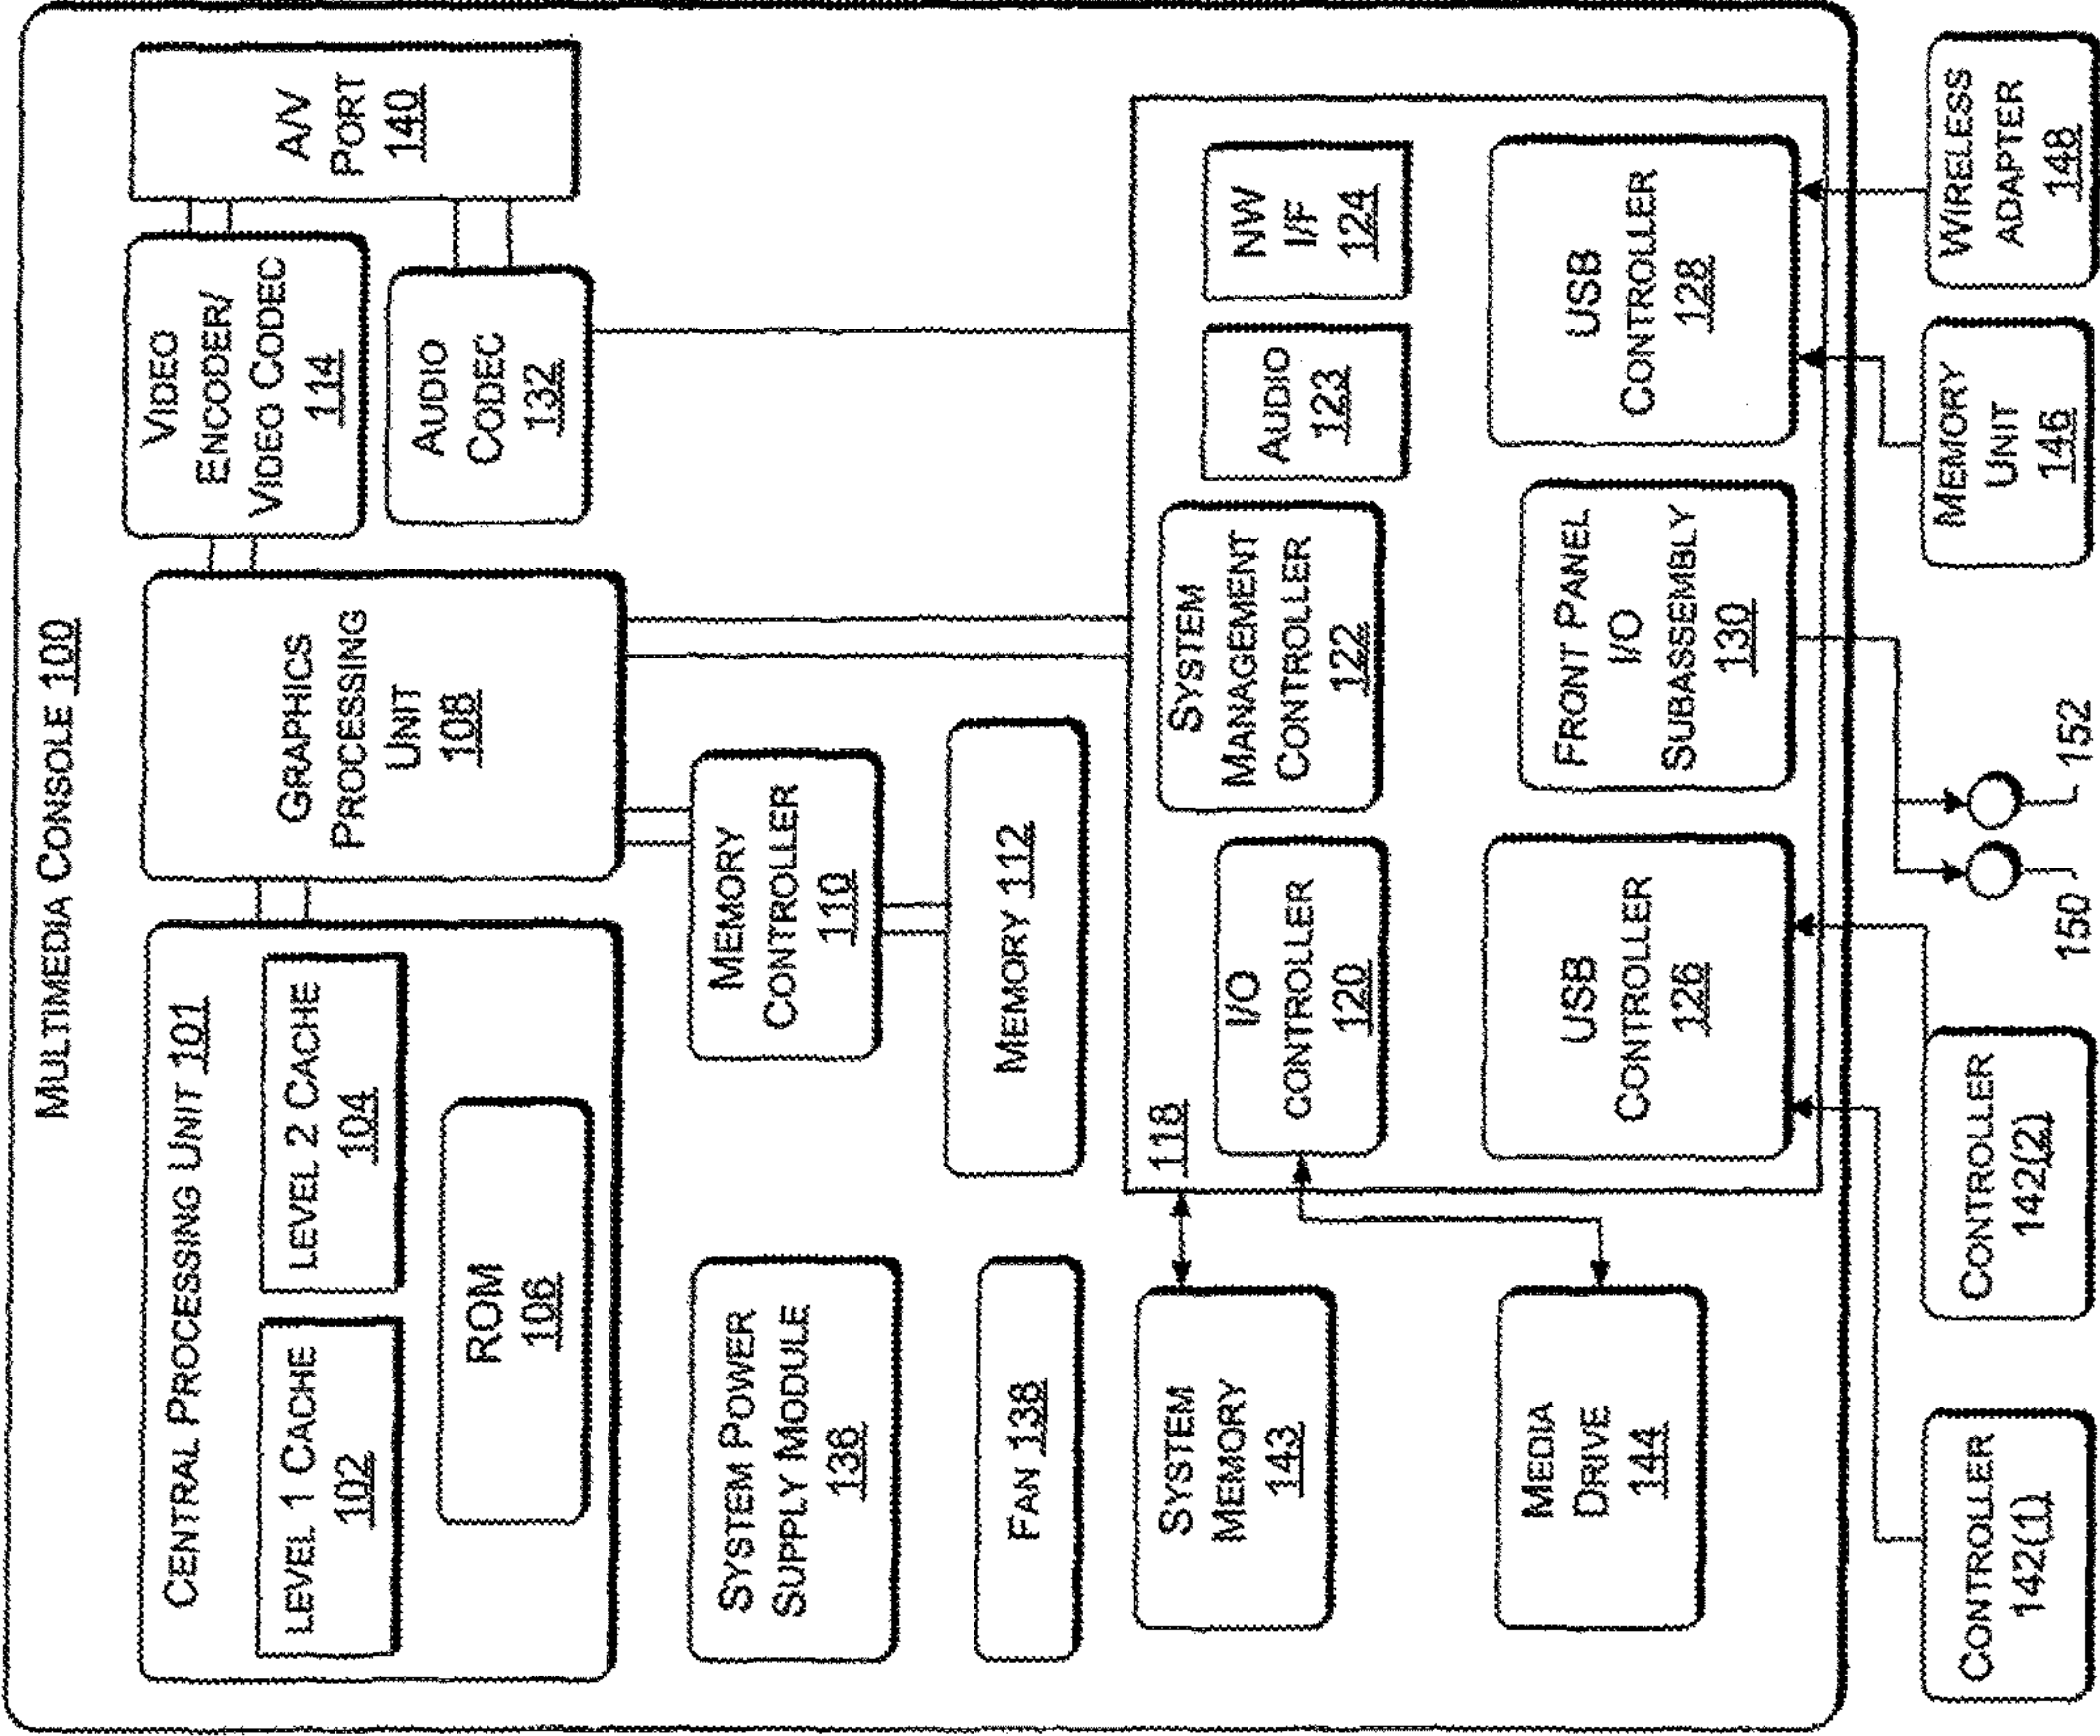 MULTIMEDIA CONSOLE 100
CENTRAL PROCESSING UNIT 101
LEVEL 1 CACHE
102
LEVEL 2 CACHE
104
ROM
106
GRAPHICS
PROCESSING
UNIT
108
VIDEO
ENCODER/
VIDEO CODEC
114
AUDIO
CODEC
132
A/V
PORT
140
SYSTEM POWER
SUPPLY MODULE
136
MEMORY
CONTROLLER
110
FAN 138
MEMORY 112
118
SYSTEM
MEMORY
143
I/O
CONTROLLER
120
SYSTEM
MANAGEMENT
CONTROLLER
122
AUDIO
123
NW
I/F
124
MEDIA
DRIVE
144
USB
CONTROLLER
126
FRONT PANEL
I/O
SUBASSEMBLY
130
USB
CONTROLLER
128
CONTROLLER
142(1)
CONTROLLER
142(2)
150
152
MEMORY
UNIT
146
WIRELESS
ADAPTER
148